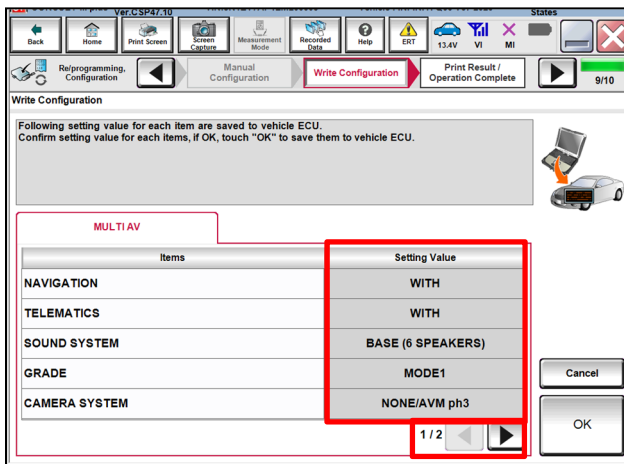 Ver.CSP47.10
States
Back
Home
Print Screen
Screen
Capture
Measurement
Mode
Recorded
Data
Help
ERT
13.4V
VI
MI
Re/programming,
Configuration
Manual
Configuration
Write Configuration
Print Result /
Operation Complete
9/10
Write Configuration
Following setting value for each item are saved to vehicle ECU.
Confirm setting value for each items, if OK, touch "OK" to save them to vehicle ECU.
MULTI AV
Items Setting Value
NAVIGATION WITH
TELEMATICS WITH
SOUND SYSTEM BASE (6 SPEAKERS)
GRADE MODE1
CAMERA SYSTEM NONE/AVM ph3
Cancel
1 / 2
OK